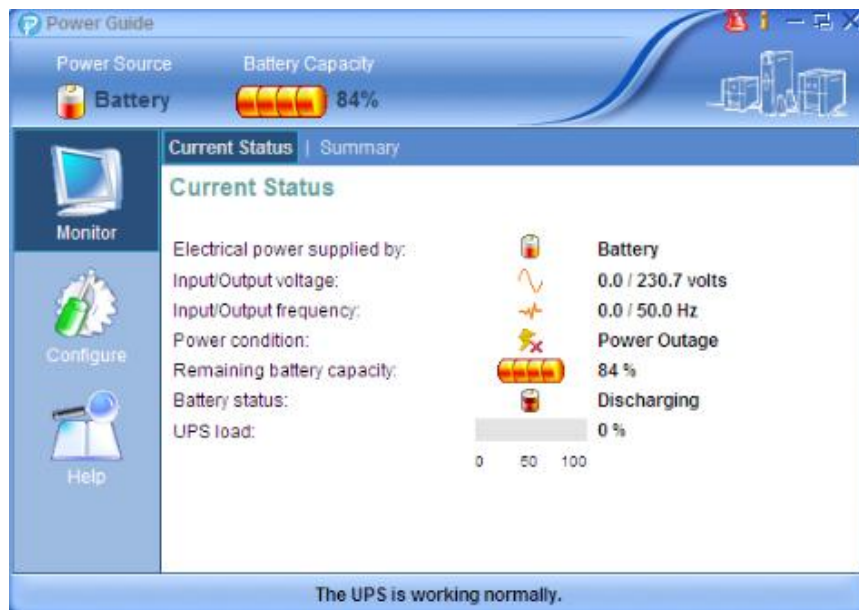 Power Guide
Power Source Battery Capacity
Battery 84%
Current Status | Summary
Current Status
Monitor
Electrical power supplied by: Battery
Input/Output voltage: 0.0 / 230.7 volts
Input/Output frequency: 0.0 / 50.0 Hz
Power condition: Power Outage
Remaining battery capacity: 84 %
Battery status: Discharging
UPS load: 0 %
0 50 100
Configure
Help
The UPS is working normally.